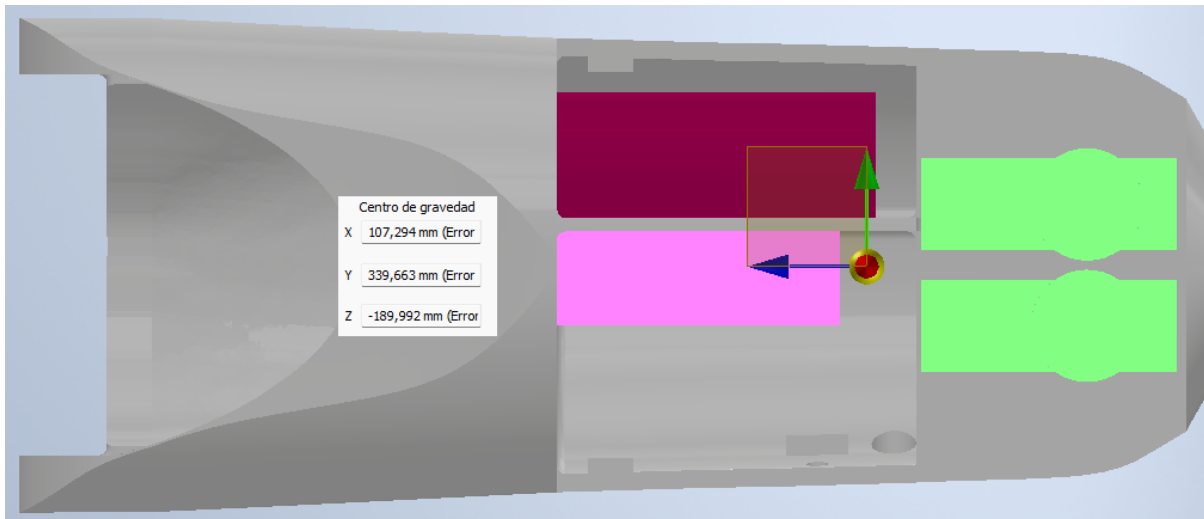 Centro de gravedad
X 107,294 mm (Error
Y 339,663 mm (Error
Z -189,992 mm (Error